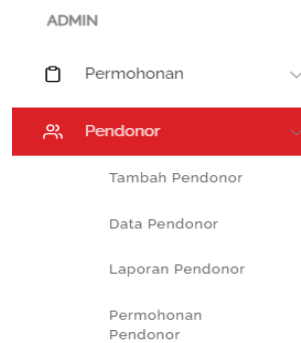 ADMIN
Permohonan
Pendonor
Tambah Pendonor
Data Pendonor
Laporan Pendonor
Permohonan
Pendonor